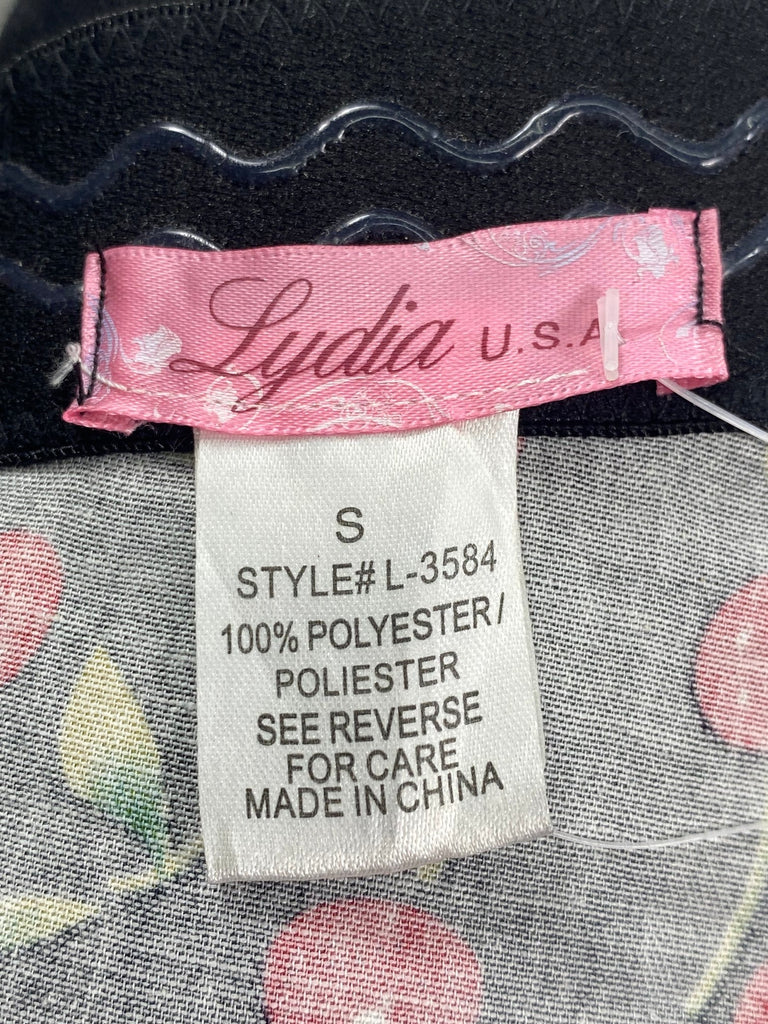 Lydia U.S.A
S
STYLE# L-3584
100% POLYESTER/
POLIESTER
SEE REVERSE
FOR CARE
MADE IN CHINA